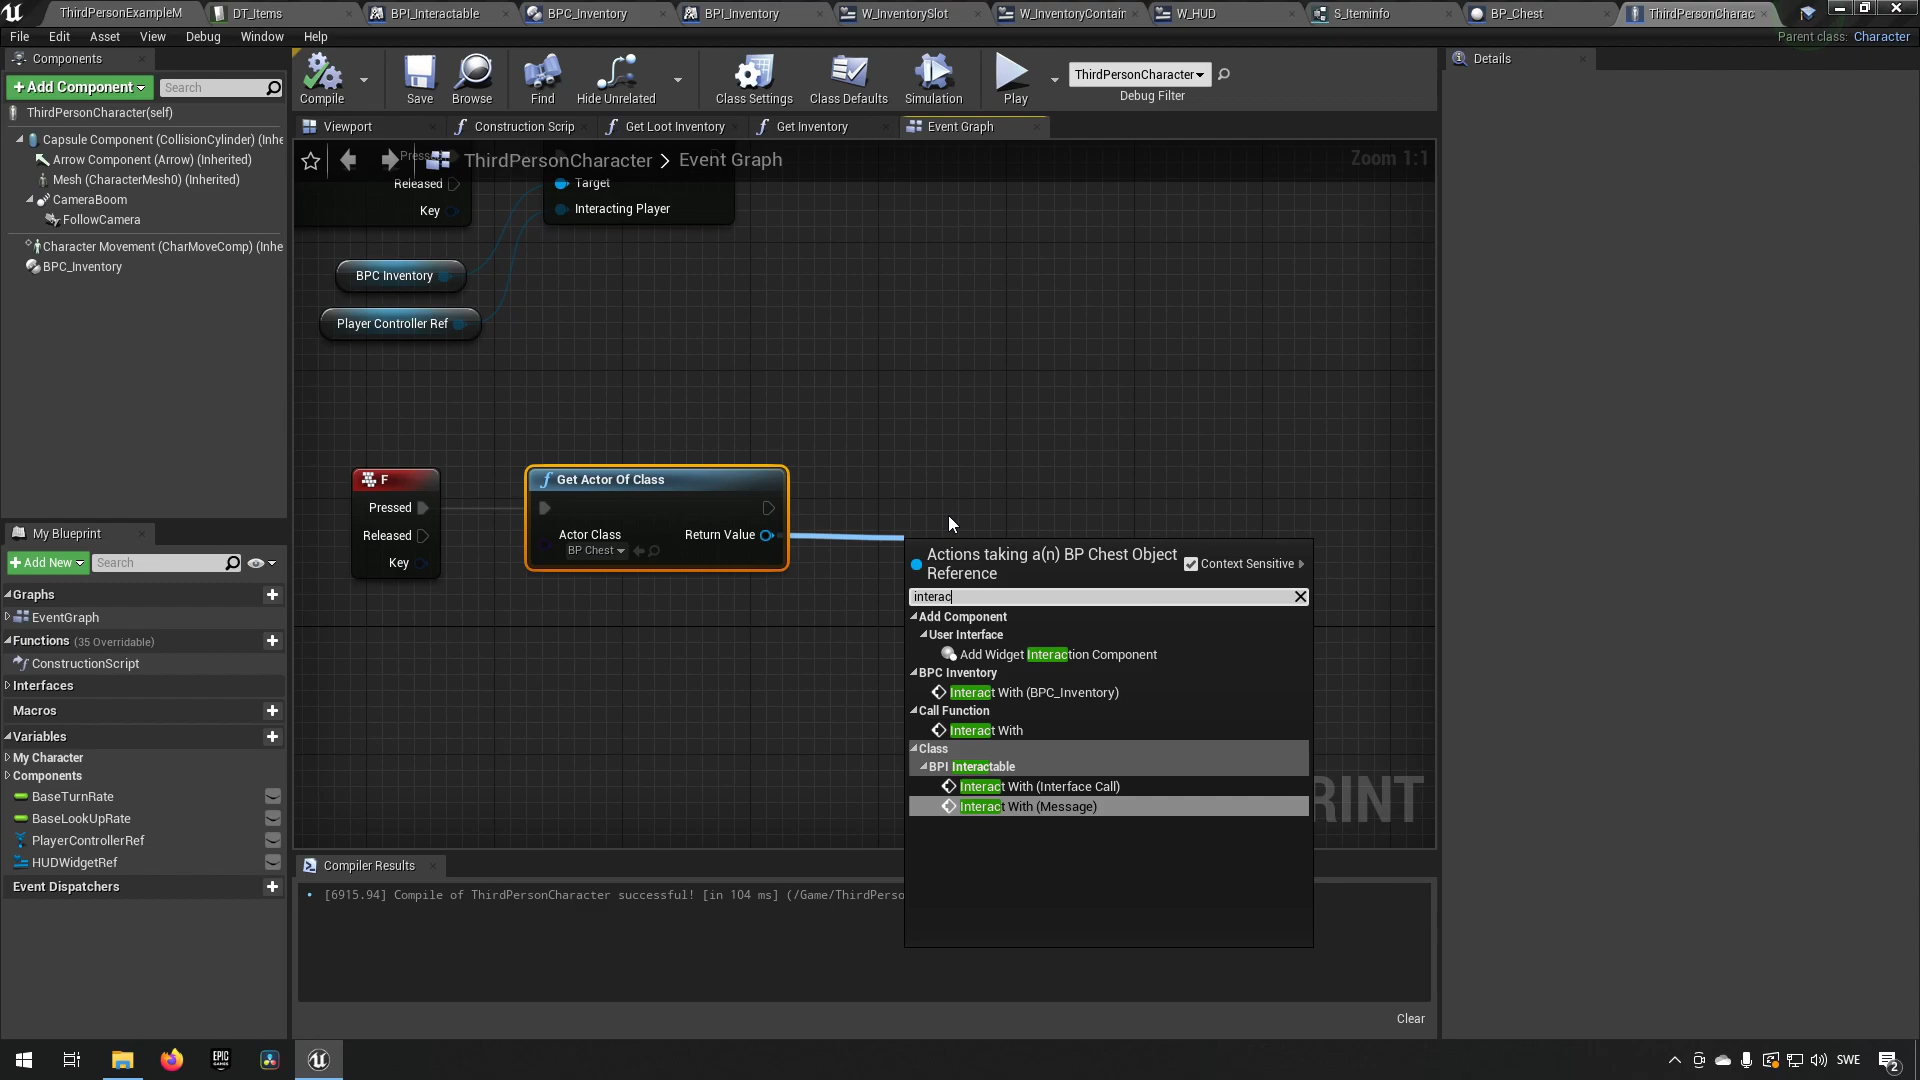 ThirdPersonExampleM
DT_Items
BPI_Interactable
BPC_Inventory
BPI_Inventory
W_InventorySlot
W_InventoryContain
W_HUD
S_Iteminfo
BP_Chest
ThirdPersonCharac
File Edit Asset View Debug Window Help
Parent class: Character
Components
+Add Component
Search
ThirdPersonCharacter(self)
Capsule Component (CollisionCylinder) (Inhe
Arrow Component (Arrow) (Inherited)
Mesh (CharacterMesh0) (Inherited)
CameraBoom
FollowCamera
Character Movement (CharMoveComp) (Inhe
BPC_Inventory
Compile
Save
Browse
Find
Hide Unrelated
Class Settings
Class Defaults
Simulation
Play
ThirdPersonCharacter
Debug Filter
Details
Viewport
Construction Scrip
Get Loot Inventory
Get Inventory
Event Graph
ThirdPersonCharacter > Event Graph
Zoom 1:1
Released
Key
Target
Interacting Player
BPC Inventory
Player Controller Ref
F
Pressed
Released
Key
Get Actor Of Class
Actor Class
BP Chest
Return Value
Actions taking a(n) BP Chest Object
Reference
Context Sensitive
interac
Add Component
User Interface
Add Widget Interaction Component
BPC Inventory
Interact With (BPC_Inventory)
Call Function
Interact With
Class
BPI Interactable
Interact With (Interface Call)
Interact With (Message)
RINT
My Blueprint
+Add New
Search
Graphs
EventGraph
Functions (35 Overridable)
ConstructionScript
Interfaces
Macros
Variables
My Character
Components
BaseTurnRate
BaseLookUpRate
PlayerControllerRef
HUDWidgetRef
Event Dispatchers
Compiler Results
[6915.94] Compile of ThirdPersonCharacter successful! [in 104 ms] (/Game/ThirdPerso
Clear
EPIC
GAMES
SWE
2